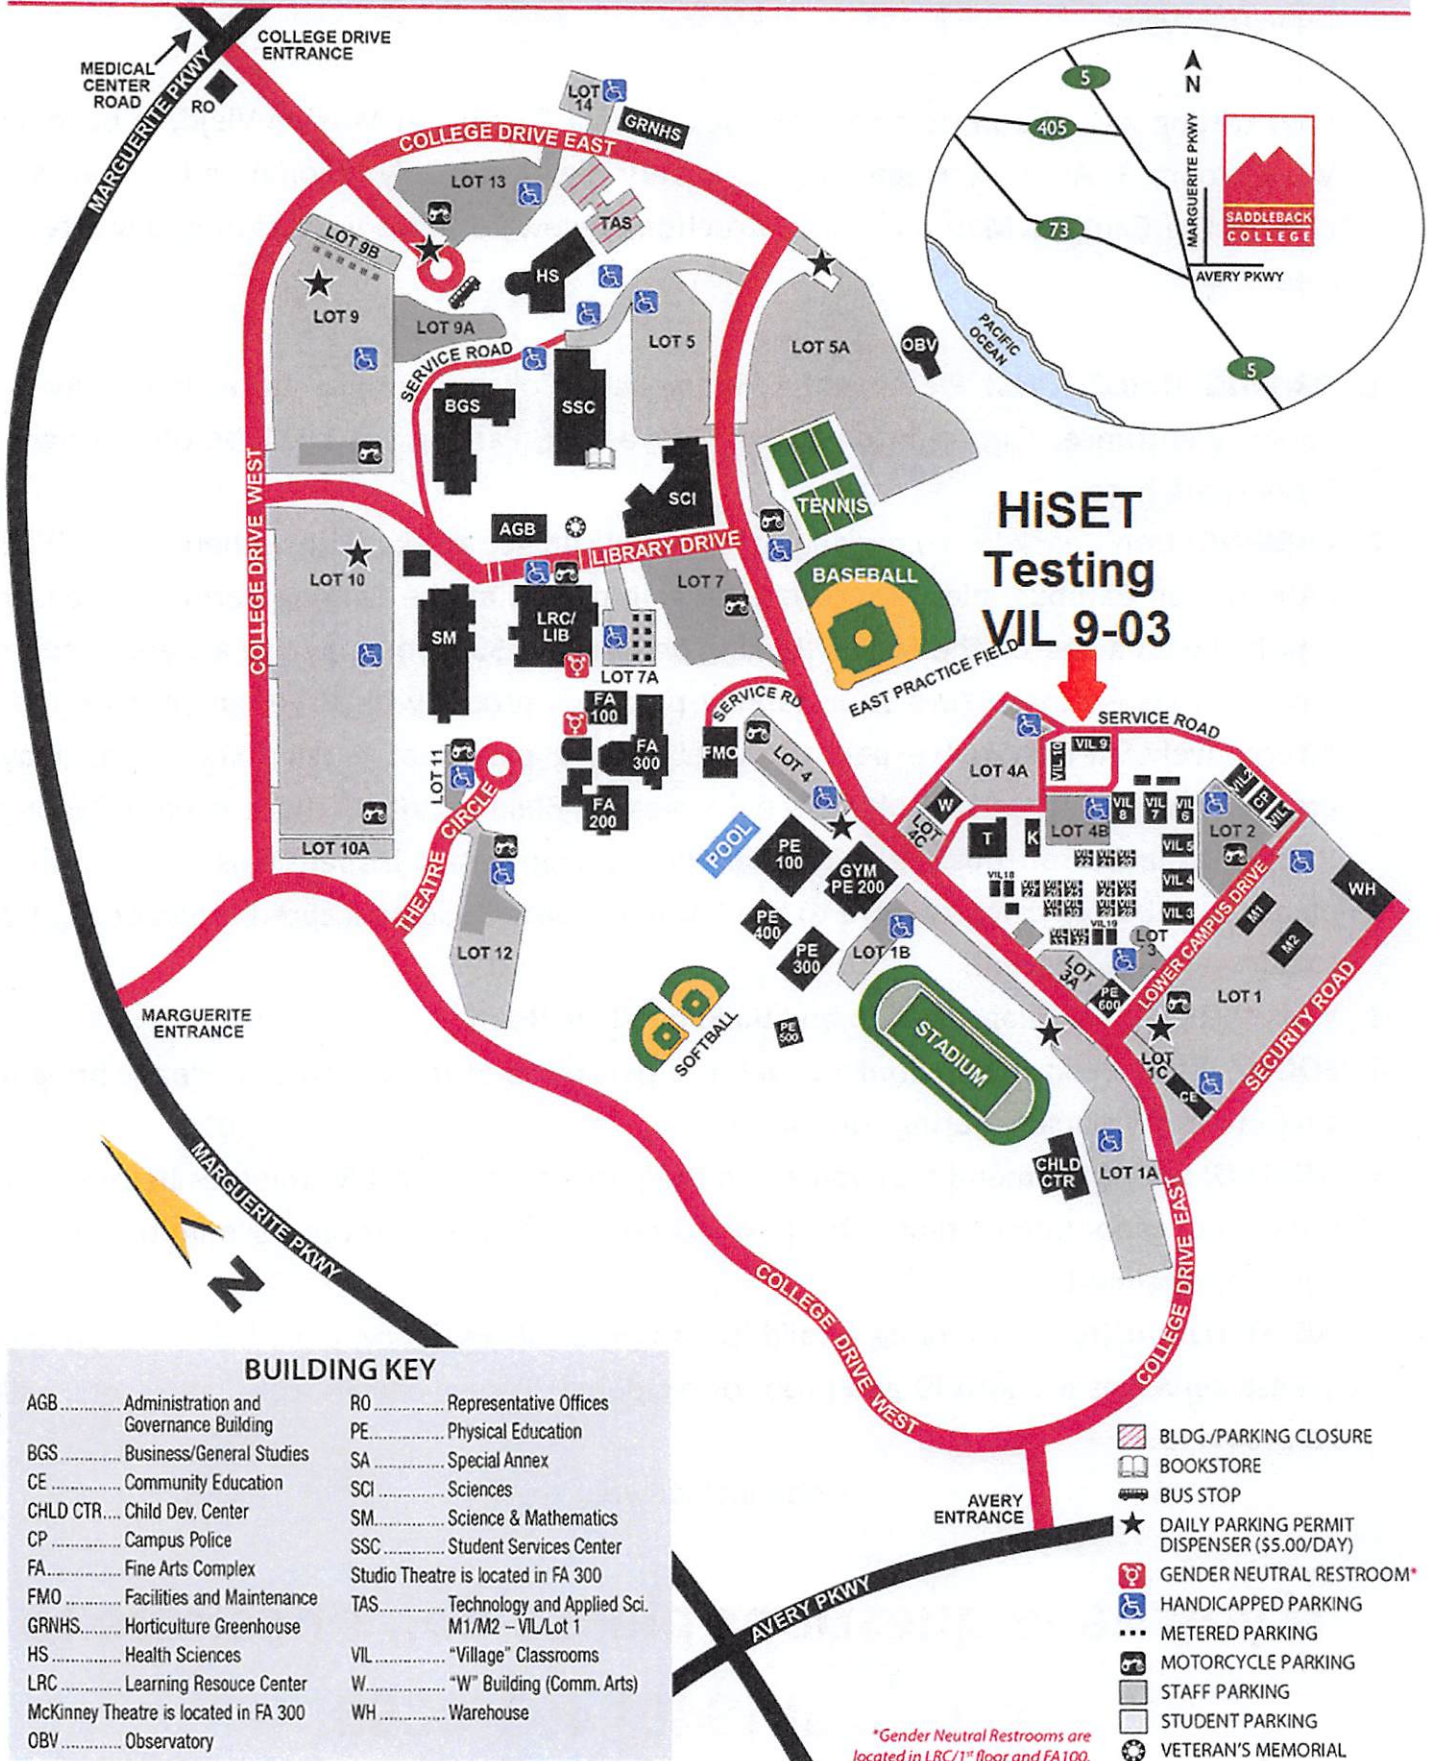 COLLEGE DRIVE
ENTRANCE
MEDICAL
CENTER
ROAD
RO
MARGUERITE PKWY
COLLEGE DRIVE EAST
LOT
14
GRNHS
LOT 13
TAS
HS
LOT 9B
LOT 9
LOT 9A
SERVICE ROAD
BGS
SSC
LOT 5
LOT 5A
OBV
5
405
73
N
MARGUERITE PKWY
SADDLEBACK
COLLEGE
AVERY PKWY
PACIFIC
OCEAN
5
SCI
AGB
LIBRARY DRIVE
TENNIS
COLLEGE DRIVE WEST
LOT 10
SM
LRC/
LIB
LOT 7
LOT 7A
BASEBALL
EAST PRACTICE FIELD
HiSET
Testing
VIL 9-03
SERVICE RD
FMO
FA
100
FA
300
FA
200
LOT 11
THEATRE CIRCLE
LOT 10A
LOT 12
LOT 4
POOL
PE
100
GYM
PE 200
PE
400
PE
300
PE
500
LOT 1B
SOFTBALL
STADIUM
SERVICE ROAD
LOT 4A
VIL 10
VIL 9
W
LOT
4C
T
K
LOT 4B
VIL
8
VIL
7
VIL
6
VIL 5
VIL 4
VIL 3
VIL18
VIL19
LOT 2
LOT
3
LOT
3A
PE
600
LOWER CAMPUS DRIVE
M1
M2
WH
LOT 1
LOT
1C
CE
SECURITY ROAD
CHLD
CTR
LOT 1A
COLLEGE DRIVE EAST
MARGUERITE
ENTRANCE
MARGUERITE PKWY
N
COLLEGE DRIVE WEST
AVERY
ENTRANCE
AVERY PKWY
BUILDING KEY
AGB............ Administration and
Governance Building
BGS ............ Business/General Studies
CE .............. Community Education
CHLD CTR.... Child Dev. Center
CP .............. Campus Police
FA............... Fine Arts Complex
FMO ........... Facilities and Maintenance
GRNHS........ Horticulture Greenhouse
HS .............. Health Sciences
LRC ............ Learning Resouce Center
McKinney Theatre is located in FA 300
OBV ............ Observatory
RO .............. Representative Offices
PE............... Physical Education
SA .............. Special Annex
SCI ............. Sciences
SM.............. Science & Mathematics
SSC ............ Student Services Center
Studio Theatre is located in FA 300
TAS............. Technology and Applied Sci.
M1/M2 – VIL/Lot 1
VIL.............. "Village" Classrooms
W................ "W" Building (Comm. Arts)
WH ............. Warehouse
BLDG./PARKING CLOSURE
BOOKSTORE
BUS STOP
DAILY PARKING PERMIT
DISPENSER ($5.00/DAY)
GENDER NEUTRAL RESTROOM*
HANDICAPPED PARKING
METERED PARKING
MOTORCYCLE PARKING
STAFF PARKING
STUDENT PARKING
VETERAN'S MEMORIAL
*Gender Neutral Restrooms are
located in LRC/1st floor and FA100.